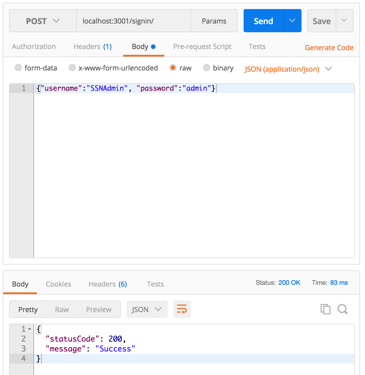 POST localhost:3001/signin/ Params Send Save
Authorization Headers (1) Body Pre-request Script Tests Generate Code
form-data x-www-form-urlencoded raw binary JSON (application/json)
1 {"username":"SSNAdmin", "password":"admin"}
Body Cookies Headers (6) Tests Status: 200 OK Time: 83 ms
Pretty Raw Preview JSON
1 {
2 "statusCode": 200,
3 "message": "Success"
4 }